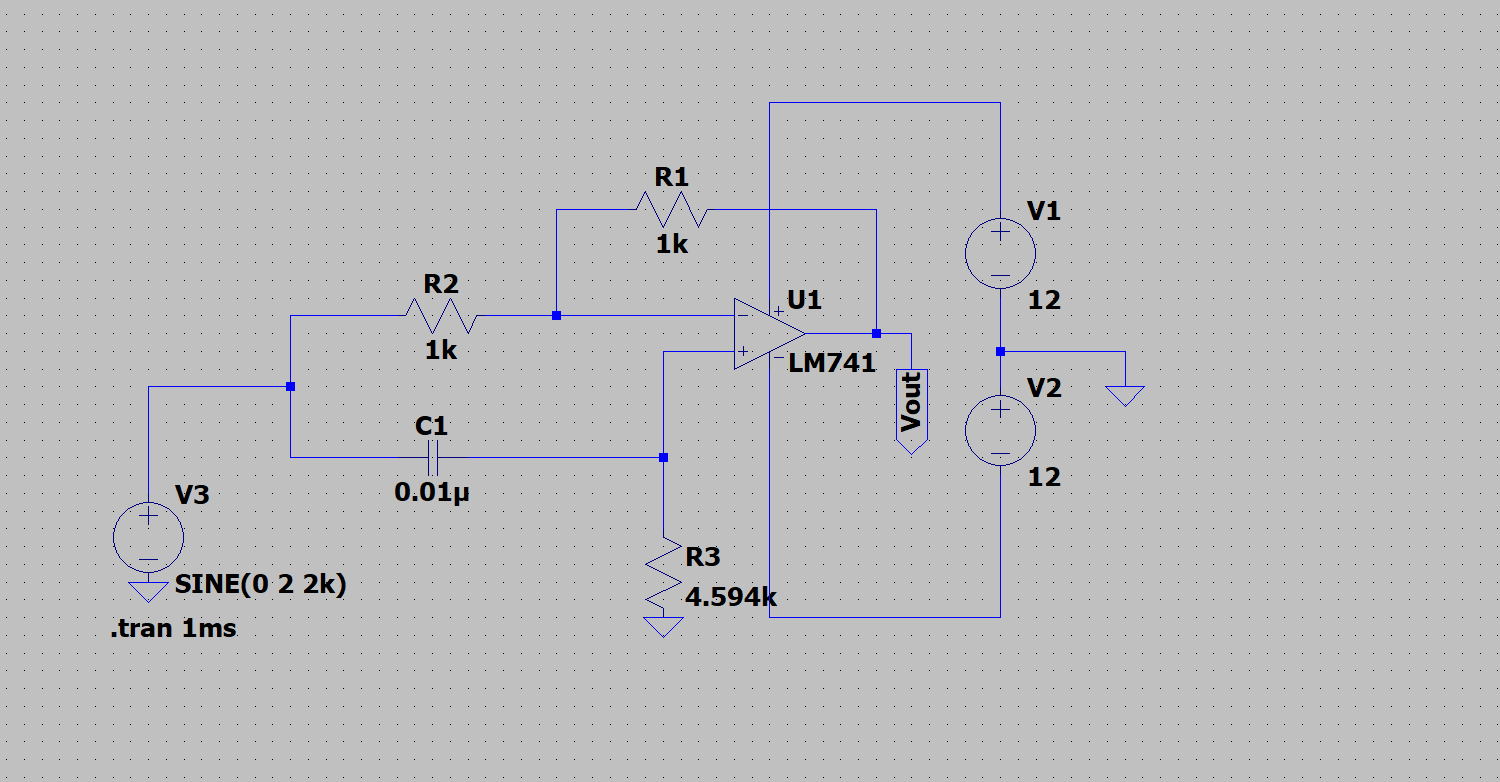 R1
1k
V1
12
R2
1k
U1
LM741
Vout
V2
12
C1
0.01µ
V3
SINE(0 2 2k)
.tran 1ms
R3
4.594k